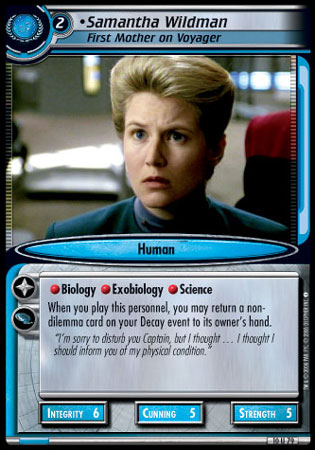 2
•Samantha Wildman
First Mother on Voyager
Human
Biology Exobiology Science
When you play this personnel, you may return a non-
dilemma card on your Decay event to its owner's hand.
"I'm sorry to disturb you Captain, but I thought ... I thought I
should inform you of my physical condition."
INTEGRITY 6 CUNNING 5 STRENGTH 5